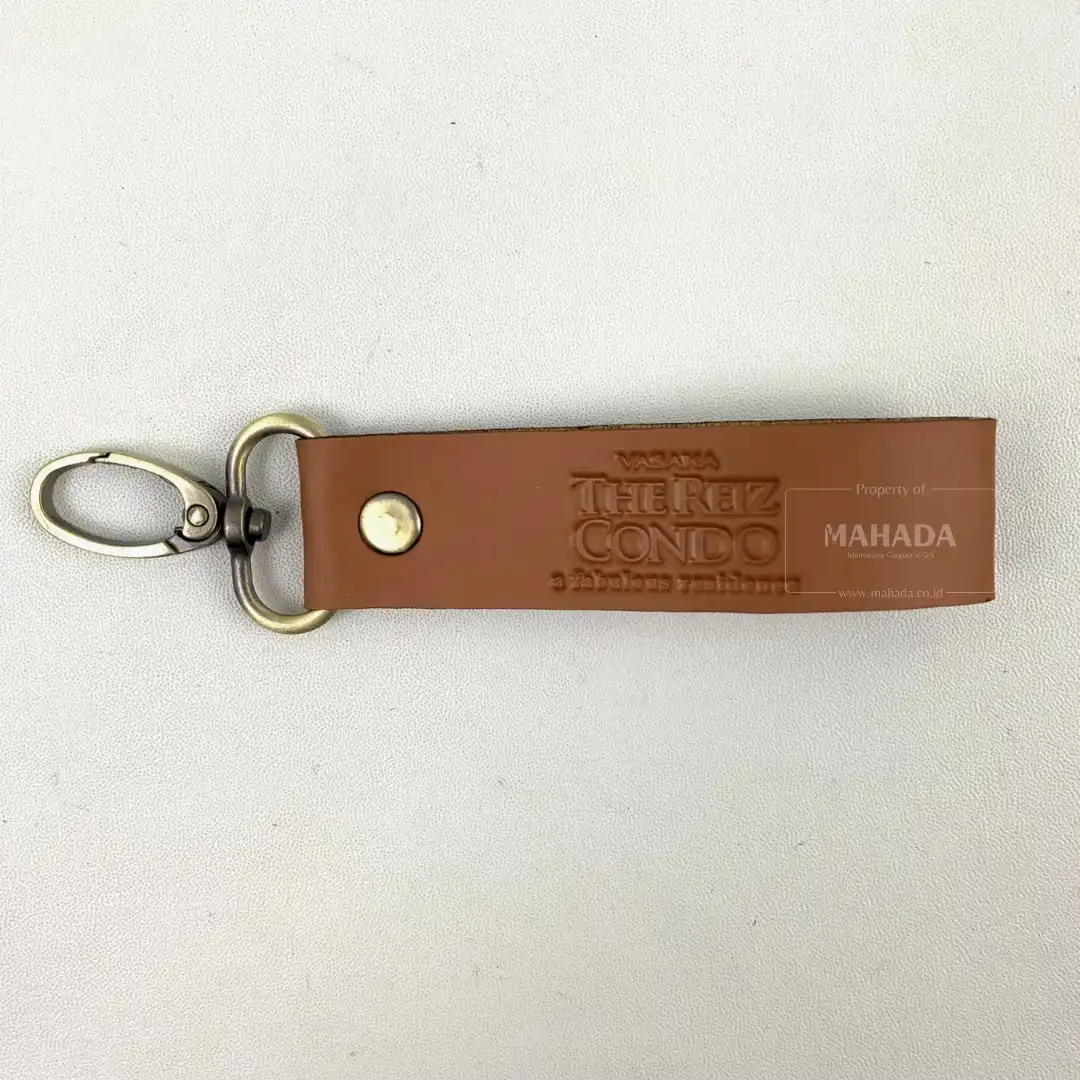 VASAKA
THE REIZ
CONDO
a fabulous residence
Property of
MAHADA
www.mahada.co.id